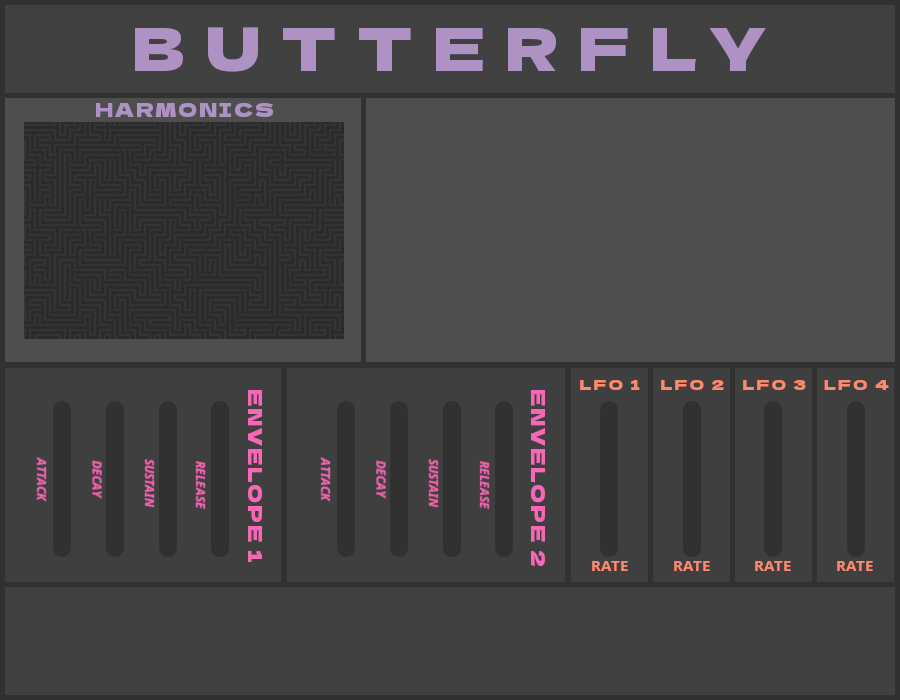 BUTTERFLY
HARMONICS
ATTACK
DECAY
SUSTAIN
RELEASE
ENVELOPE 1
ATTACK
DECAY
SUSTAIN
RELEASE
ENVELOPE 2
LFO 1
RATE
LFO 2
RATE
LFO 3
RATE
LFO 4
RATE